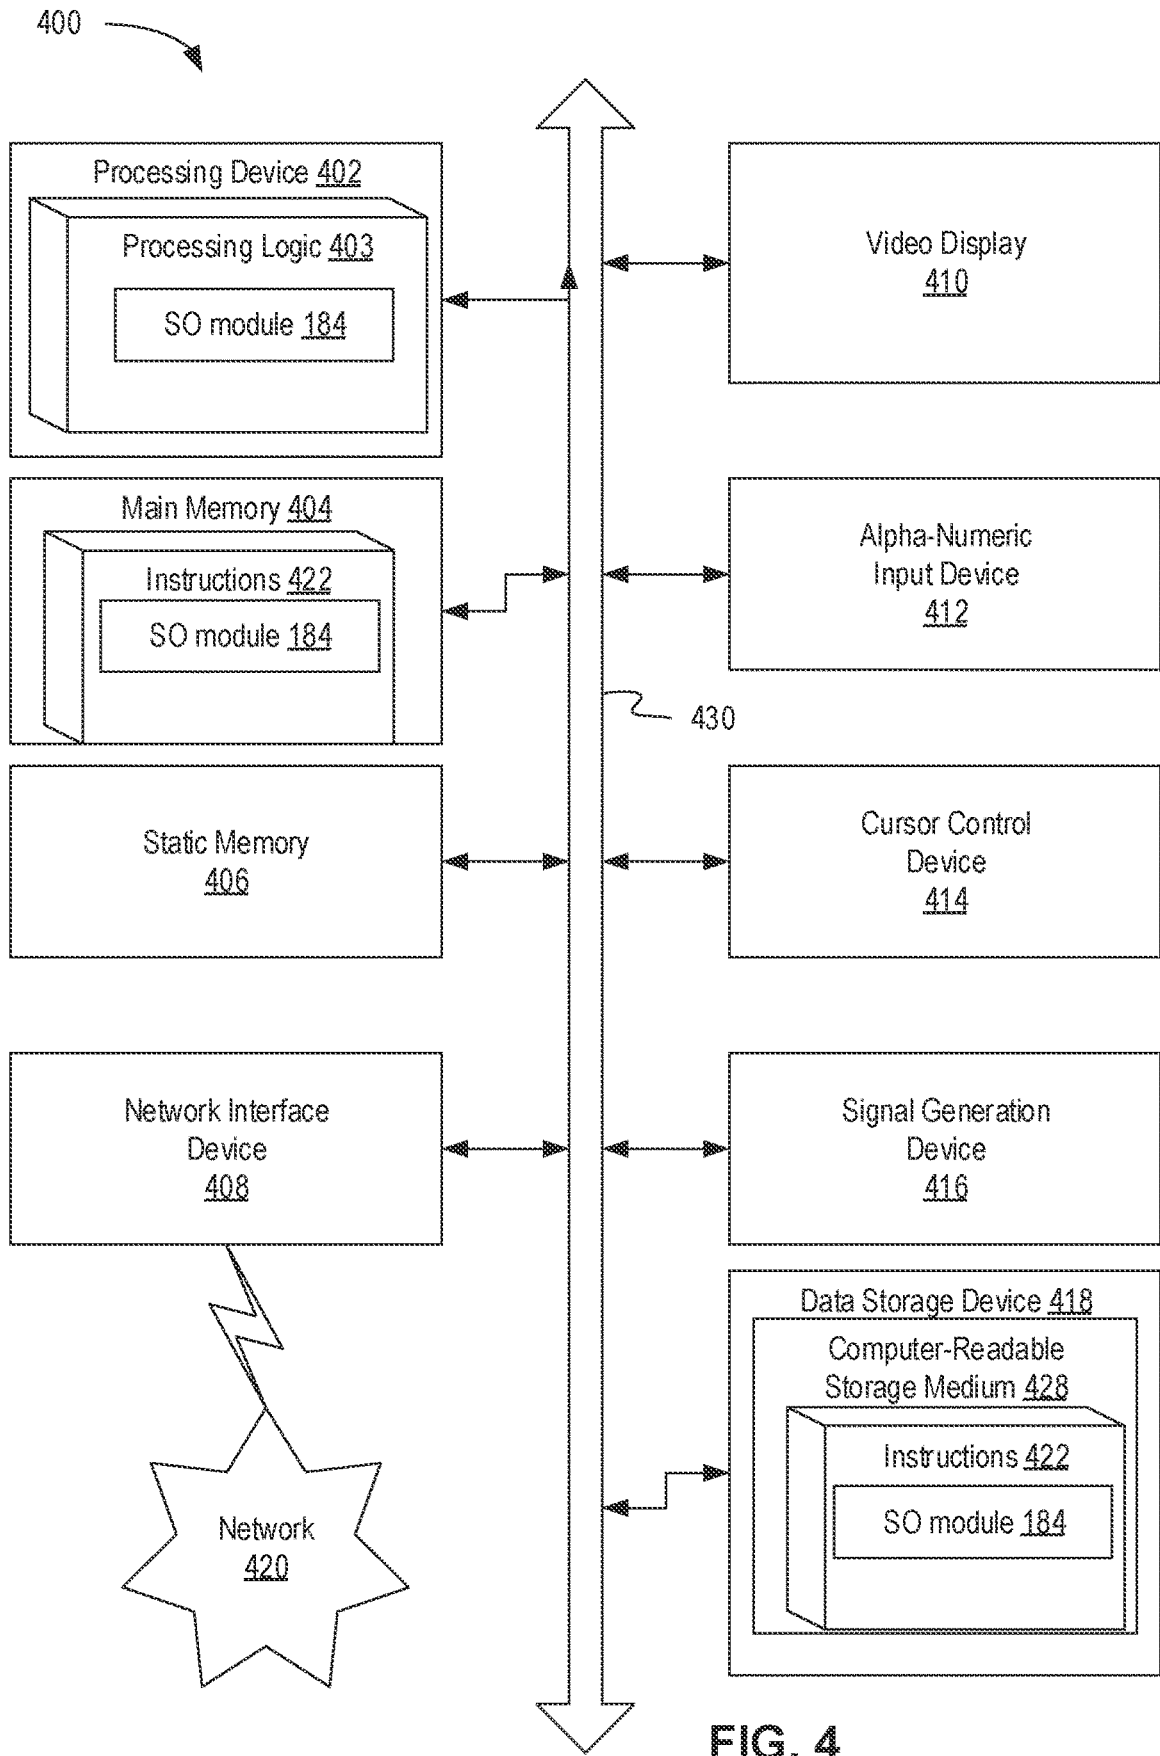 400
Processing Device 402
Processing Logic 403
SO module 184
Main Memory 404
Instructions 422
SO module 184
Static Memory
406
Network Interface
Device
408
Network
420
Video Display
410
Alpha-Numeric
Input Device
412
430
Cursor Control
Device
414
Signal Generation
Device
416
Data Storage Device 418
Computer-Readable
Storage Medium 428
Instructions 422
SO module 184
FIG. 4